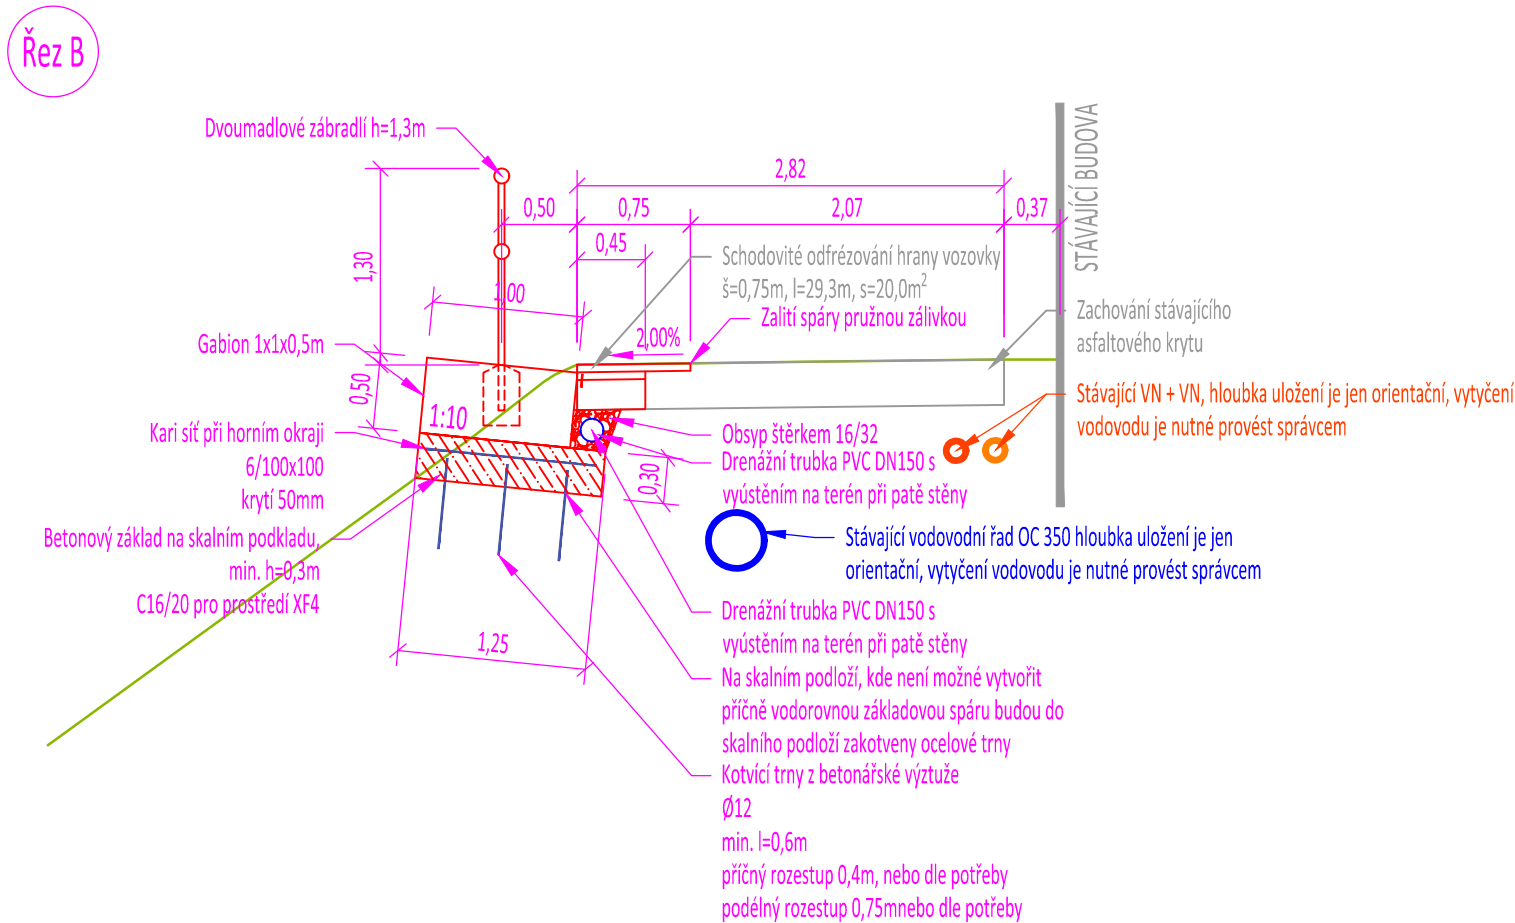 Řez B
Dvoumadlové zábradlí h=1,3m
STÁVAJÍCÍ BUDOVA
2,82
0,50
0,75
2,07
0,37
0,45
1,30
1,00
Schodovité odfrézování hrany vozovky
š=0,75m, l=29,3m, s=20,0m²
Zalití spáry pružnou zálivkou
2,00%
Zachování stávajícího
asfaltového krytu
Gabion 1x1x0,5m
0,50
1:10
Stávající VN + VN, hloubka uložení je jen orientační, vytyčení
vodovodu je nutné provést správcem
Kari síť při horním okraji
6/100x100
krytí 50mm
Obsyp štěrkem 16/32
Drenážní trubka PVC DN150 s
vyústěním na terén při patě stěny
0,30
Betonový základ na skalním podkladu,
min. h=0,3m
C16/20 pro prostředí XF4
Stávající vodovodní řad OC 350 hloubka uložení je jen
orientační, vytyčení vodovodu je nutné provést správcem
1,25
Drenážní trubka PVC DN150 s
vyústěním na terén při patě stěny
Na skalním podloží, kde není možné vytvořit
příčně vodorovnou základovou spáru budou do
skalního podloží zakotveny ocelové trny
Kotvící trny z betonářské výztuže
Ø12
min. l=0,6m
příčný rozestup 0,4m, nebo dle potřeby
podélný rozestup 0,75mnebo dle potřeby